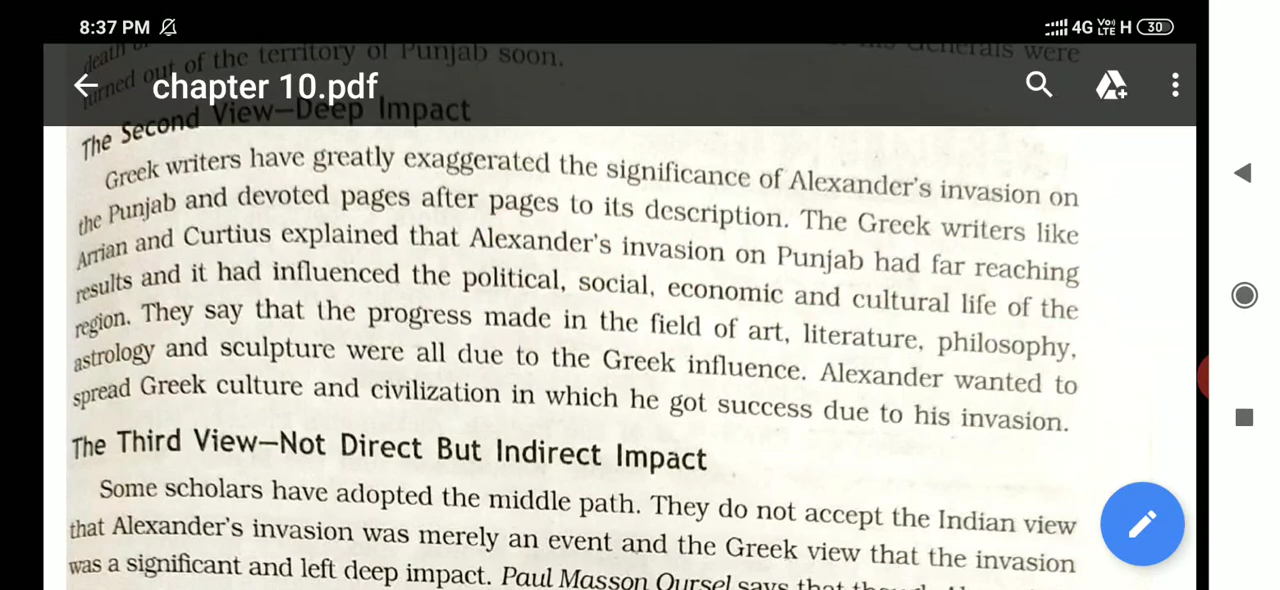 8:37 PM
4G Vo) LTE H 30
death
Generals were
turned out of the territory of Punjab soon.
chapter 10.pdf
The Second View—Deep Impact
Greek writers have greatly exaggerated the significance of Alexander's invasion on
the Punjab and devoted pages after pages to its description. The Greek writers like
Arrian and Curtius explained that Alexander's invasion on Punjab had far reaching
results and it had influenced the political, social, economic and cultural life of the
region. They say that the progress made in the field of art, literature, philosophy,
astrology and sculpture were all due to the Greek influence. Alexander wanted to
spread Greek culture and civilization in which he got success due to his invasion.
The Third View—Not Direct But Indirect Impact
Some scholars have adopted the middle path. They do not accept the Indian view
that Alexander's invasion was merely an event and the Greek view that the invasion
was a significant and left deep impact. Paul Masson Oursel says that